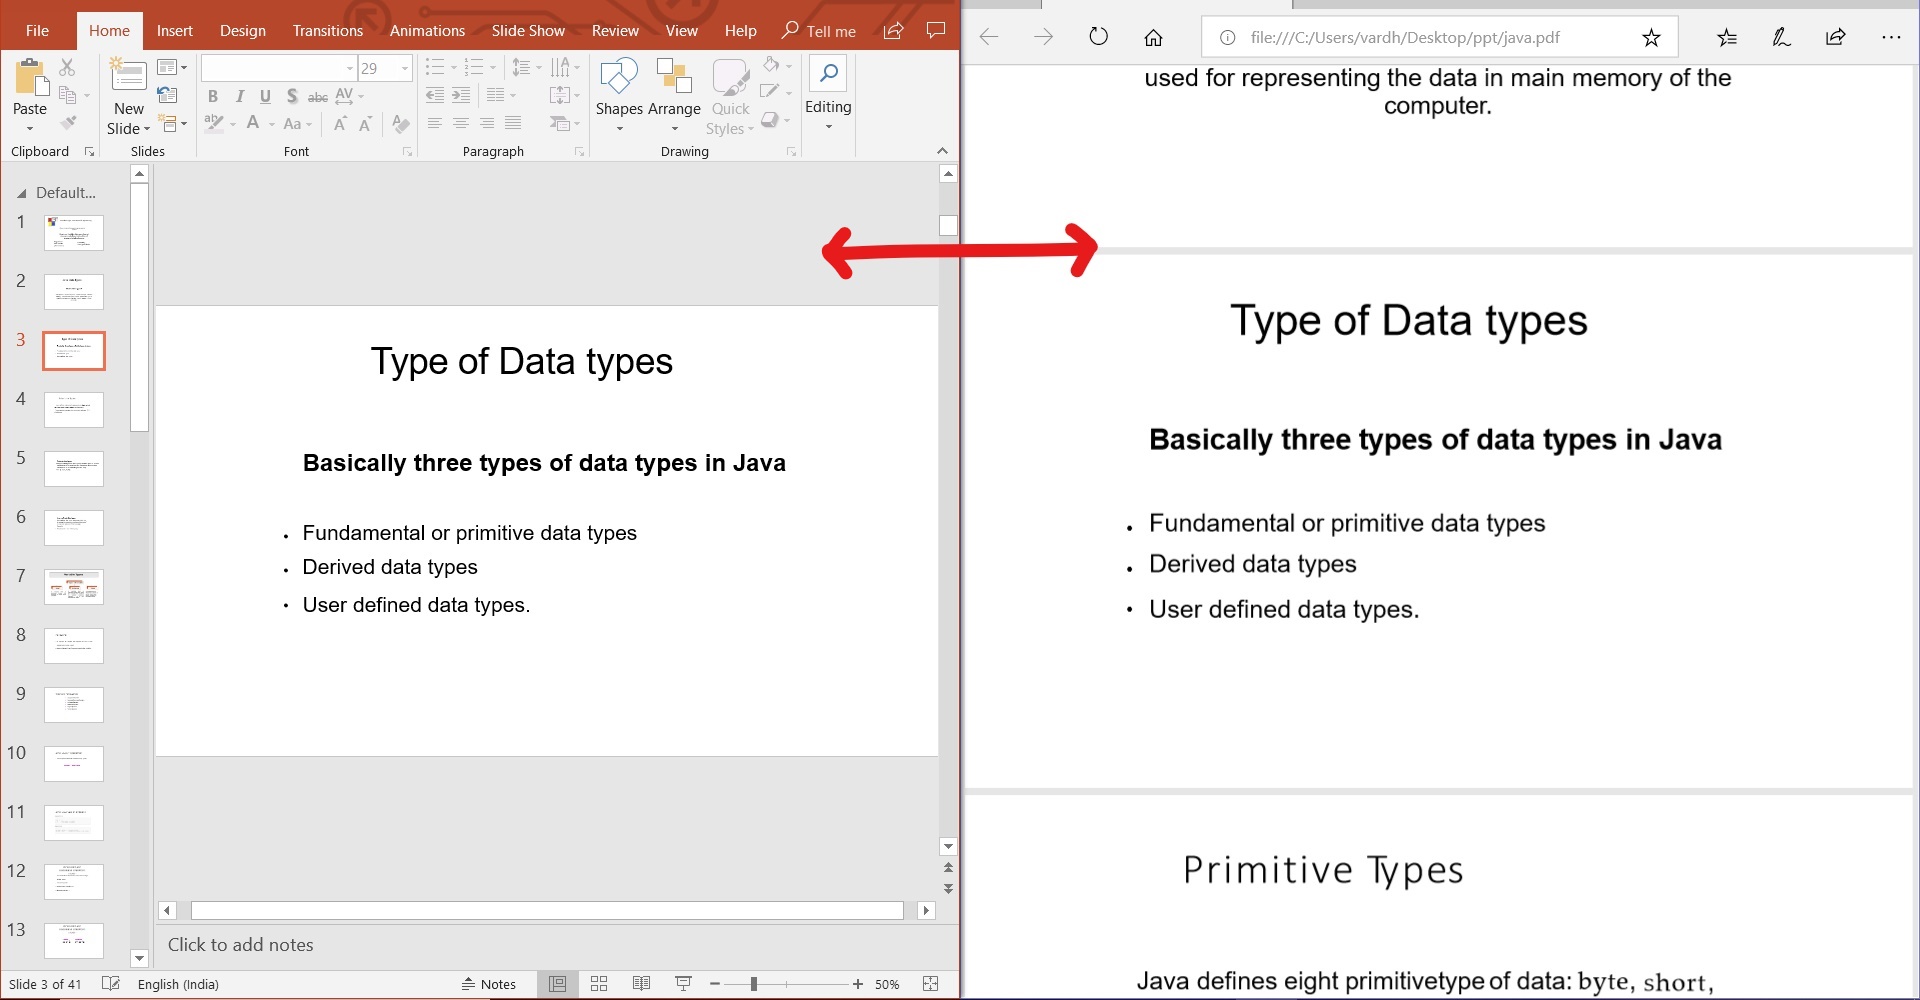 File Home Insert Design Transitions Animations Slide Show Review View Help Tell me
29
B I U S abc AV
A Aa A A A
Paste
New
Slide
Shapes Arrange Quick
Styles
Editing
Clipboard Slides Font Paragraph Drawing
Default...
1
2
3
4
5
6
7
8
9
10
11
12
13
Type of Data types
Basically three types of data types in Java
• Fundamental or primitive data types
• Derived data types
• User defined data types.
Click to add notes
Slide 3 of 41 English (India) Notes 50%
file:///C:/Users/vardh/Desktop/ppt/java.pdf
used for representing the data in main memory of the
computer.
Type of Data types
Basically three types of data types in Java
• Fundamental or primitive data types
• Derived data types
• User defined data types.
Primitive Types
Java defines eight primitivetype of data: byte, short,